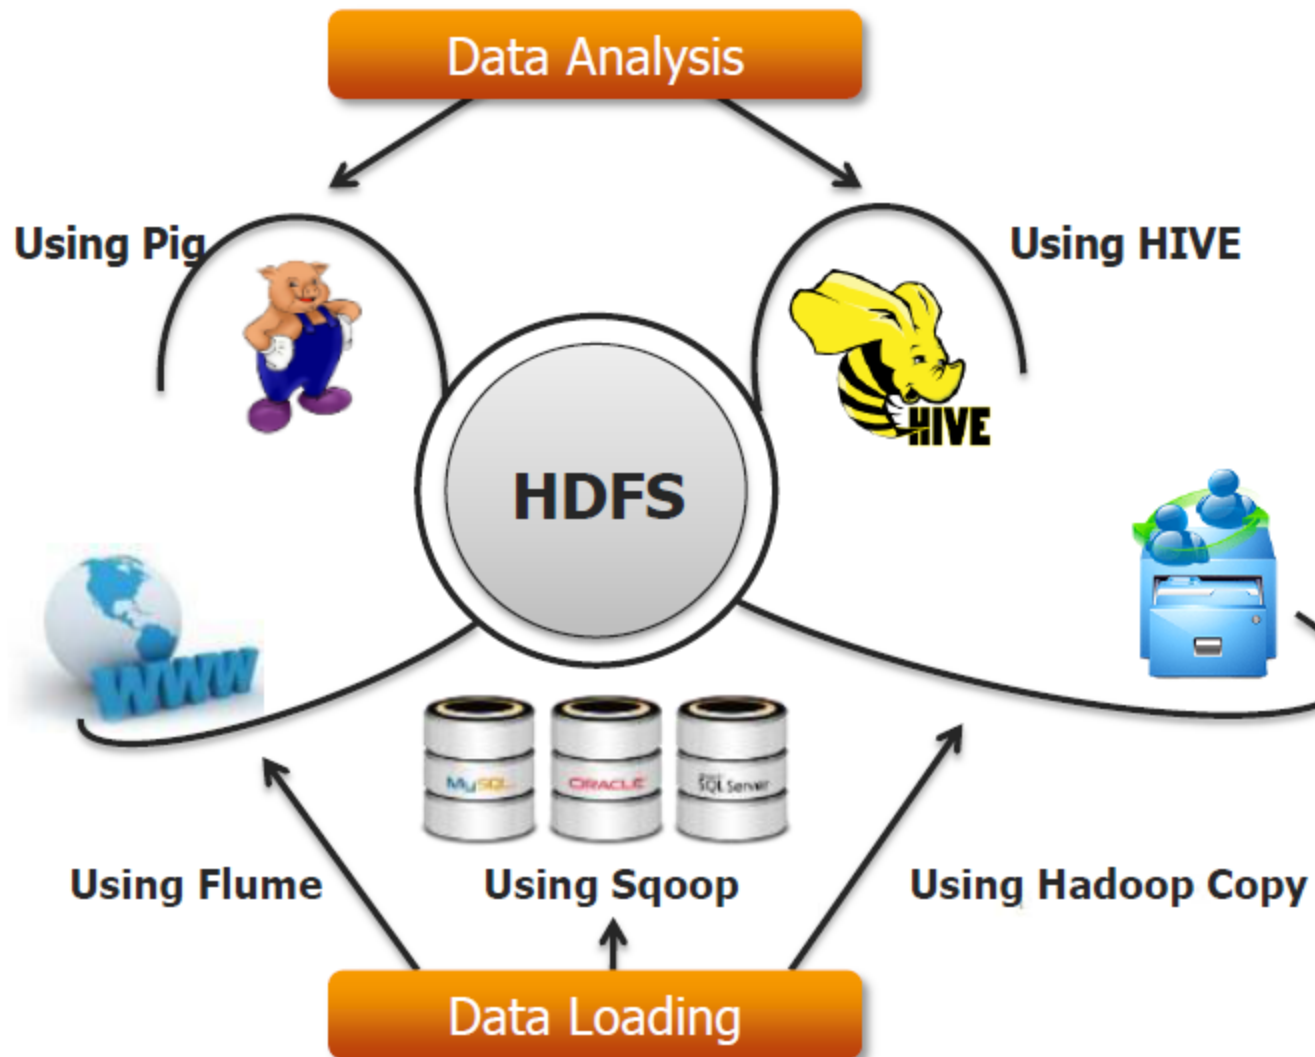 Data Analysis
Using Pig
Using HIVE
HIVE
HDFS
WWW
MySQL
ORACLE
SQL Server
Using Flume
Using Sqoop
Using Hadoop Copy
Data Loading